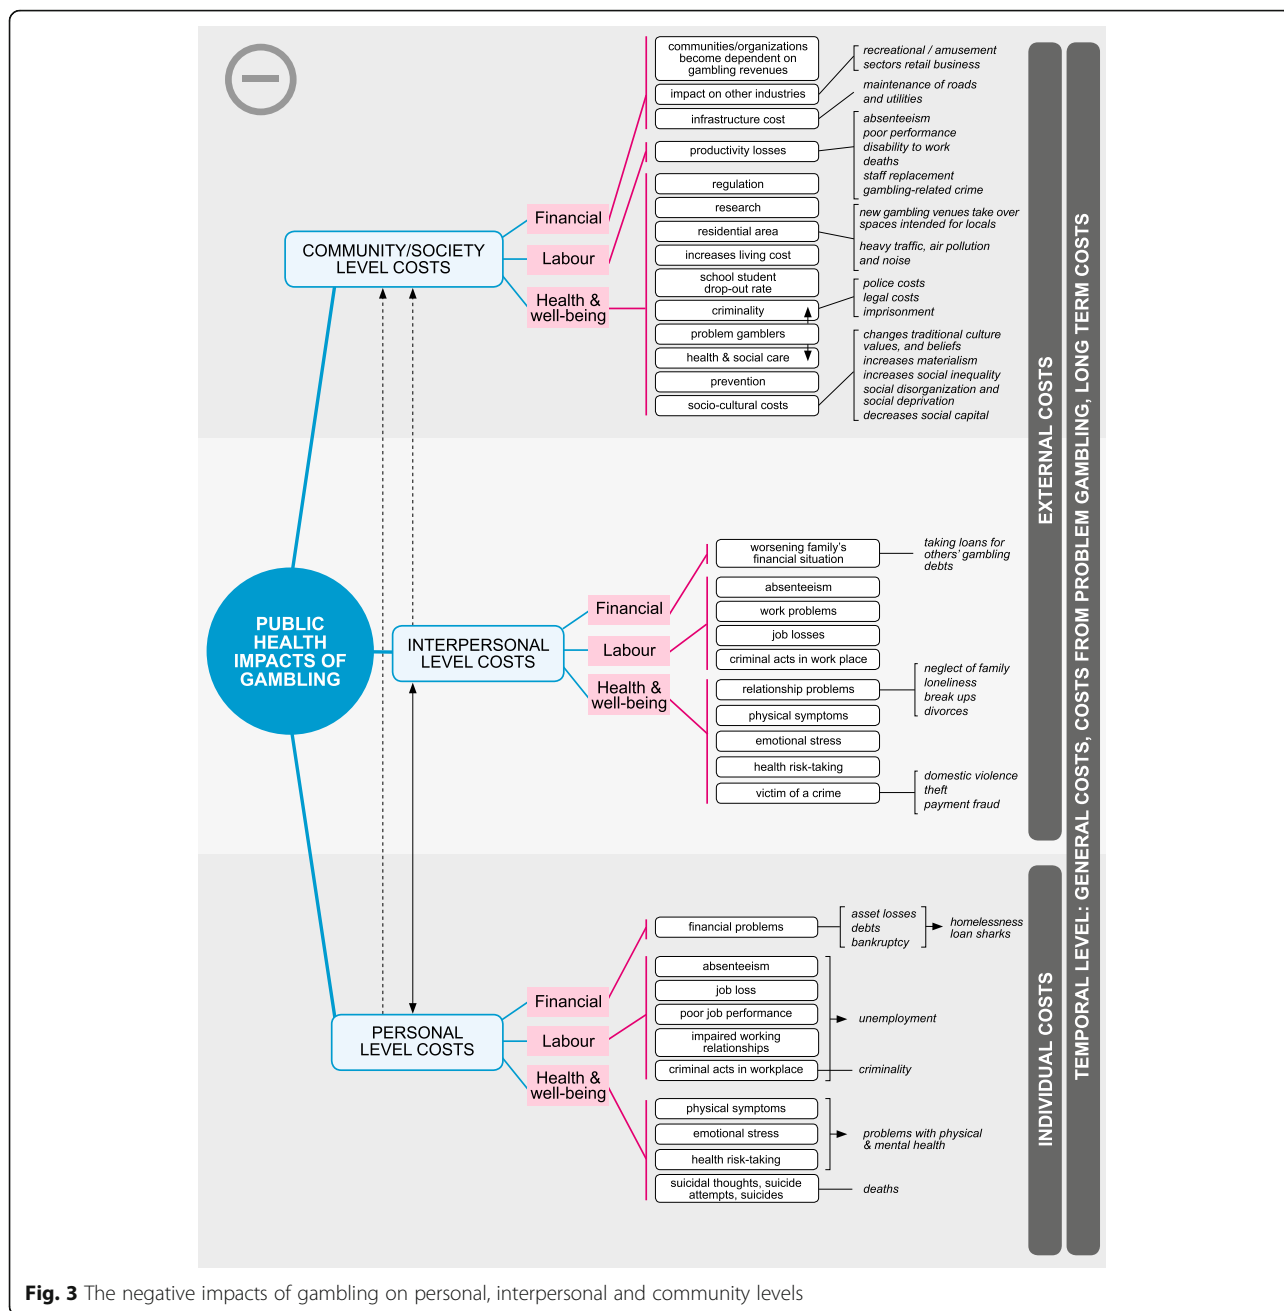 communities/organizations
become dependent on
gambling revenues
impact on other industries
infrastructure cost
recreational / amusement
sectors retail business
maintenance of roads
and utilities
productivity losses
absenteeism
poor performance
disability to work
deaths
staff replacement
gambling-related crime
Financial
Labour
Health &
well-being
COMMUNITY/SOCIETY
LEVEL COSTS
regulation
research
residential area
increases living cost
school student
drop-out rate
criminality
problem gamblers
health & social care
prevention
socio-cultural costs
new gambling venues take over
spaces intended for locals
heavy traffic, air pollution
and noise
police costs
legal costs
imprisonment
changes traditional culture
values, and beliefs
increases materialism
increases social inequality
social disorganization and
social deprivation
decreases social capital
PUBLIC
HEALTH
IMPACTS OF
GAMBLING
INTERPERSONAL
LEVEL COSTS
Financial
Labour
Health &
well-being
worsening family's
financial situation
taking loans for
others' gambling
debts
absenteeism
work problems
job losses
criminal acts in work place
relationship problems
physical symptoms
emotional stress
health risk-taking
victim of a crime
neglect of family
loneliness
break ups
divorces
domestic violence
theft
payment fraud
PERSONAL
LEVEL COSTS
Financial
Labour
Health &
well-being
financial problems
asset losses
debts
bankruptcy
homelessness
loan sharks
absenteeism
job loss
poor job performance
impaired working
relationships
criminal acts in workplace
unemployment
criminality
physical symptoms
emotional stress
health risk-taking
suicidal thoughts, suicide
attempts, suicides
problems with physical
& mental health
deaths
EXTERNAL COSTS
INDIVIDUAL COSTS
TEMPORAL LEVEL: GENERAL COSTS, COSTS FROM PROBLEM GAMBLING, LONG TERM COSTS
Fig. 3 The negative impacts of gambling on personal, interpersonal and community levels